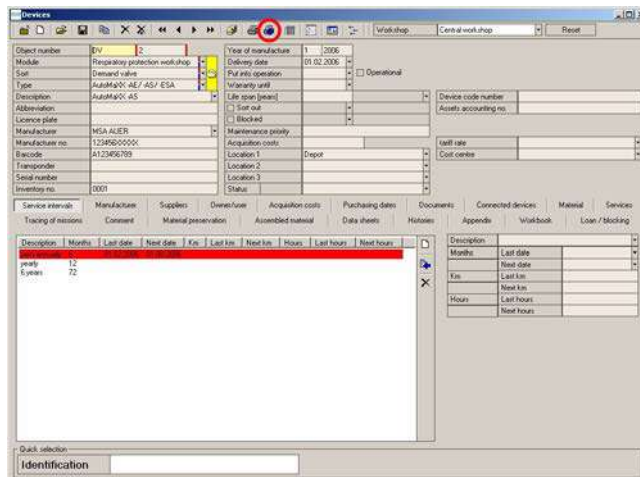 Devices
Workshop Central workshop Reset
Object number DV 2 Year of manufacture 1 2006
Module Respiratory protection workshop Delivery date 01.02.2006
Sort Demand valve Put into operation Operational
Type AutoMaXX-AE/-AS/-ESA Warranty until
Description AutoMaXX-AS Life span [years] Device code number
Abbreviation Sort out Assets accounting no.
Licence plate Blocked
Manufacturer MSA AUER Maintenance priority
Manufacturer no. Acquisition costs tariff rate
Barcode A123456789 Location 1 Depot Cost centre
Transponder Location 2
Serial number Location 3
Inventory no. 0001 Status
Service intervals Manufacturer Suppliers Owner/user Acquisition costs Purchasing dates Documents Connected devices Material Services
Tracing of missions Comment Material preservation Assembled material Data sheets Histories Appendix Workbook Loan / blocking
Description Months Last date Next date Km Last km Next km Hours Last hours Next hours
yearly 12
6 years 72
Description
Months Last date
Next date
Km Last km
Next km
Hours Last hours
Next hours
Quick selection
Identification